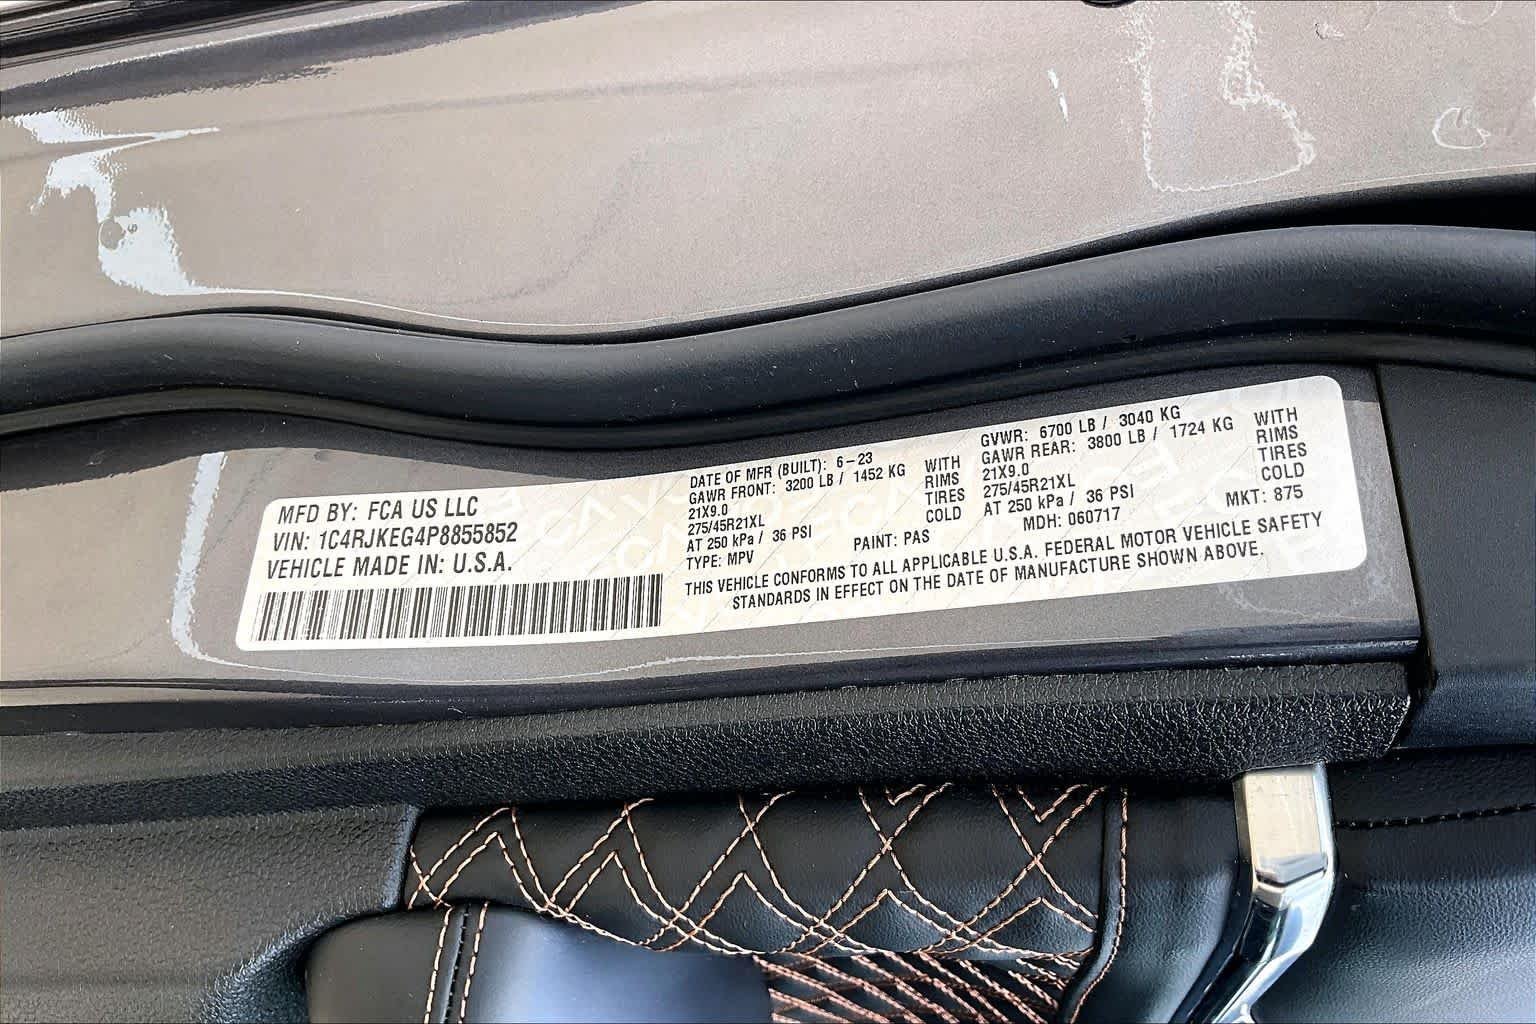 MFD BY: FCA US LLC
VIN: 1C4RJKEG4P8855852
VEHICLE MADE IN: U.S.A.
DATE OF MFR (BUILT): 6-23
GAWR FRONT: 3200 LB / 1452 KG
21X9.0
275/45R21XL
AT 250 kPa / 36 PSI
TYPE: MPV
WITH
RIMS
TIRES
COLD
PAINT: PAS
GVWR: 6700 LB / 3040 KG
GAWR REAR: 3800 LB / 1724 KG
21X9.0
275/45R21XL
AT 250 kPa / 36 PSI
MDH: 060717
WITH
RIMS
TIRES
COLD
MKT: 875
THIS VEHICLE CONFORMS TO ALL APPLICABLE U.S.A. FEDERAL MOTOR VEHICLE SAFETY
STANDARDS IN EFFECT ON THE DATE OF MANUFACTURE SHOWN ABOVE.